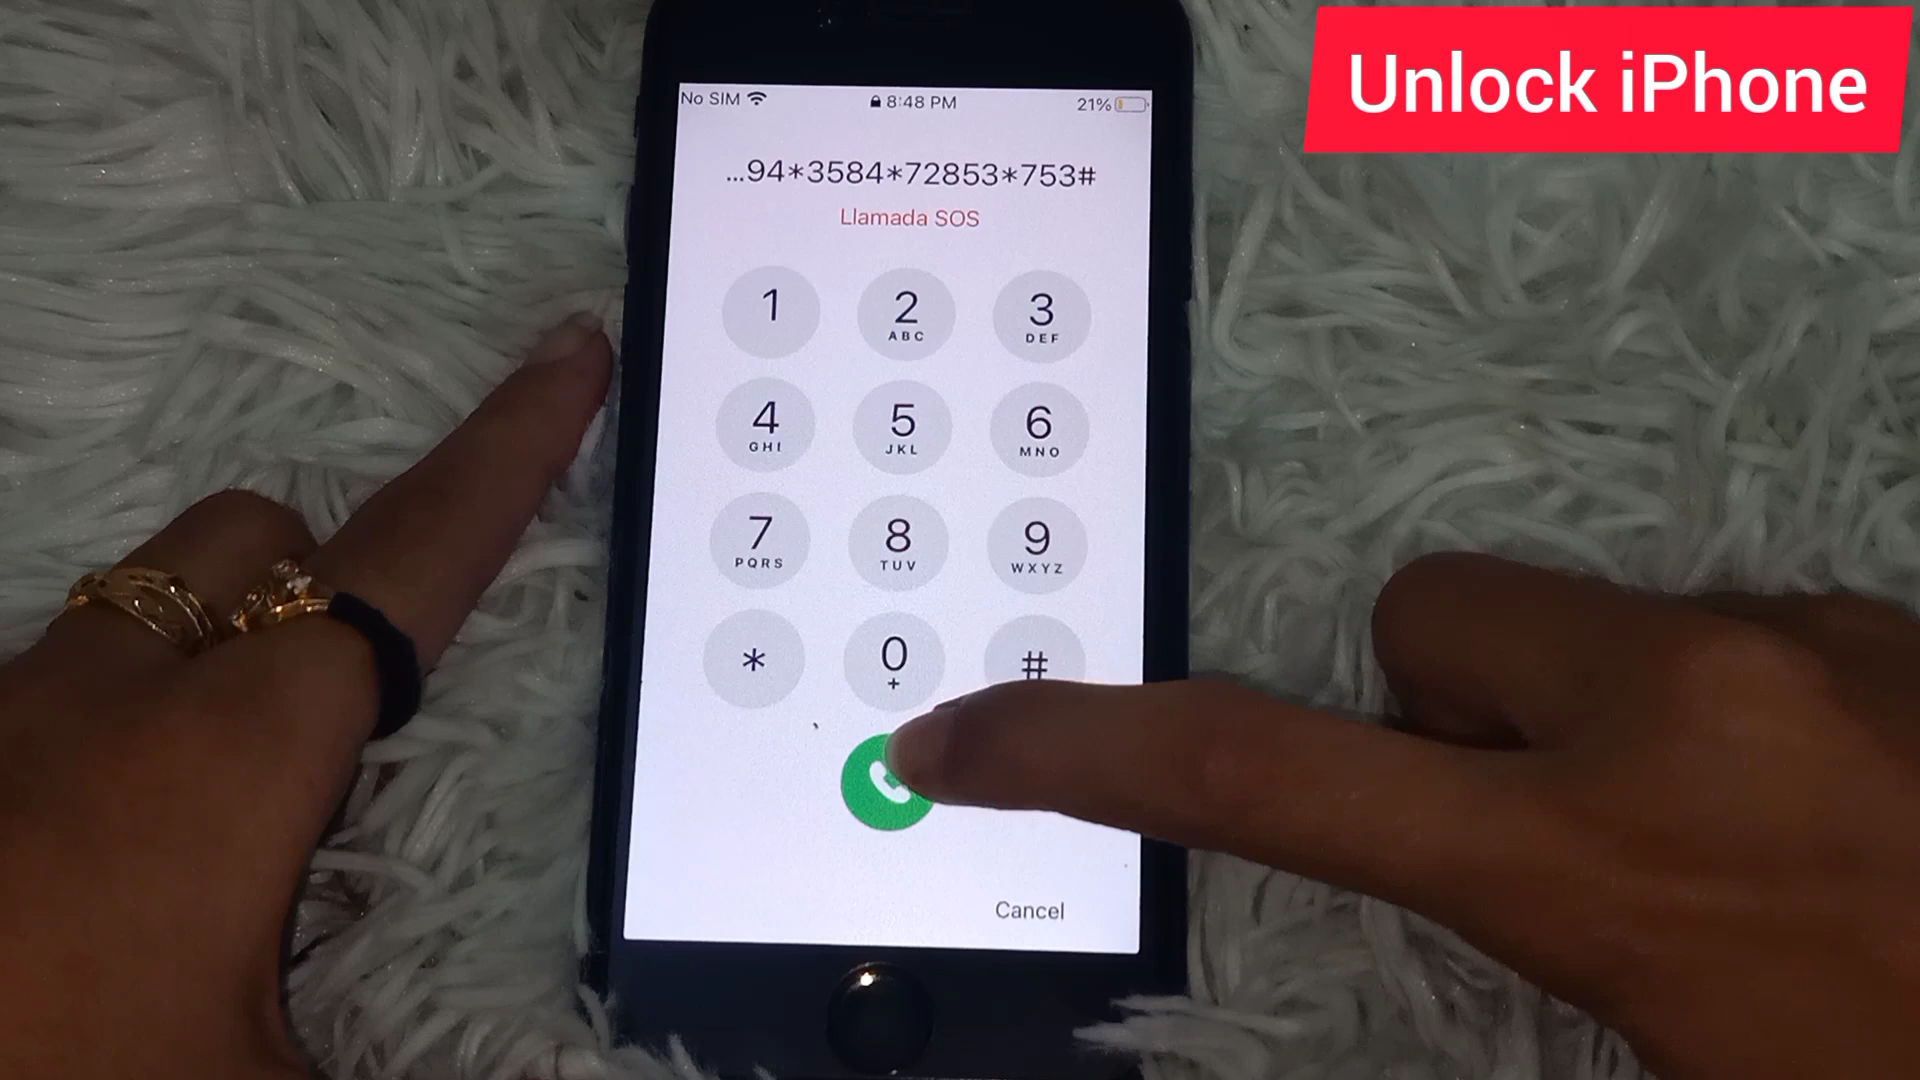 Unlock iPhone
No SIM 8:48 PM 21%
...94*3584*72853*753#
Llamada SOS
1 2 3
ABC DEF
4 5 6
GHI JKL MNO
7 8 9
PQRS TUV WXYZ
* 0 #
+
Cancel